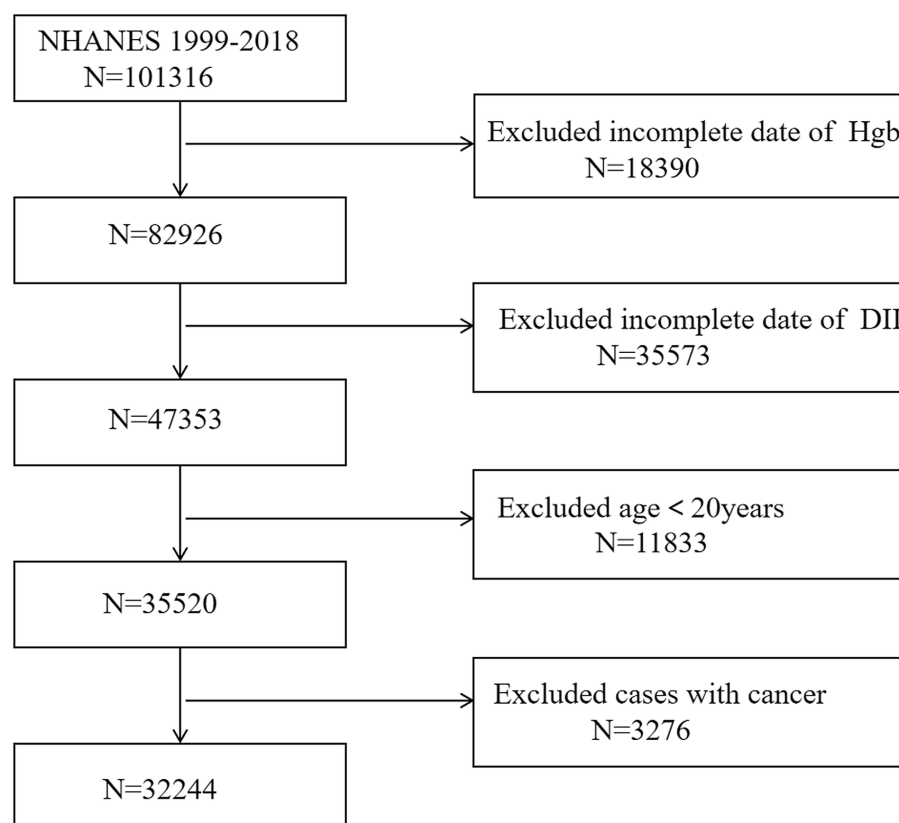 NHANES 1999-2018
N=101316
Excluded incomplete date of Hgb
N=18390
N=82926
Excluded incomplete date of DII
N=35573
N=47353
Excluded age < 20years
N=11833
N=35520
Excluded cases with cancer
N=3276
N=32244